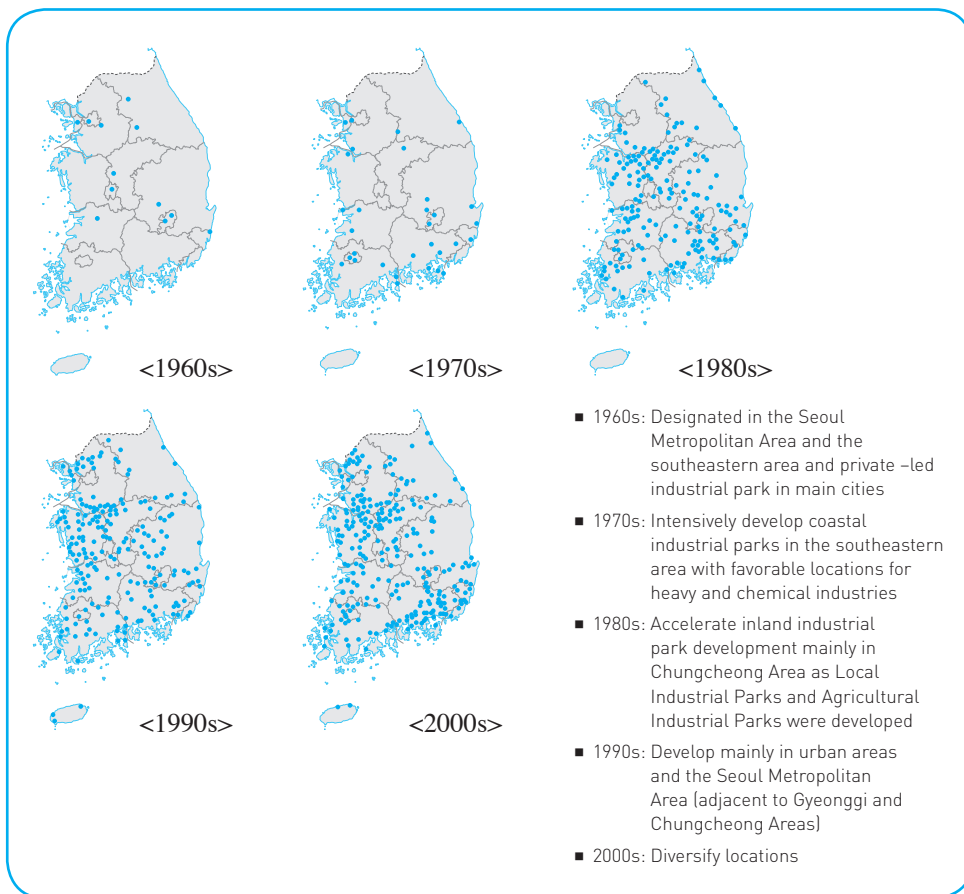 <1960s>
<1970s>
<1980s>
<1990s>
<2000s>
■ 1960s: Designated in the Seoul
Metropolitan Area and the
southeastern area and private –led
industrial park in main cities
■ 1970s: Intensively develop coastal
industrial parks in the southeastern
area with favorable locations for
heavy and chemical industries
■ 1980s: Accelerate inland industrial
park development mainly in
Chungcheong Area as Local
Industrial Parks and Agricultural
Industrial Parks were developed
■ 1990s: Develop mainly in urban areas
and the Seoul Metropolitan
Area (adjacent to Gyeonggi and
Chungcheong Areas)
■ 2000s: Diversify locations